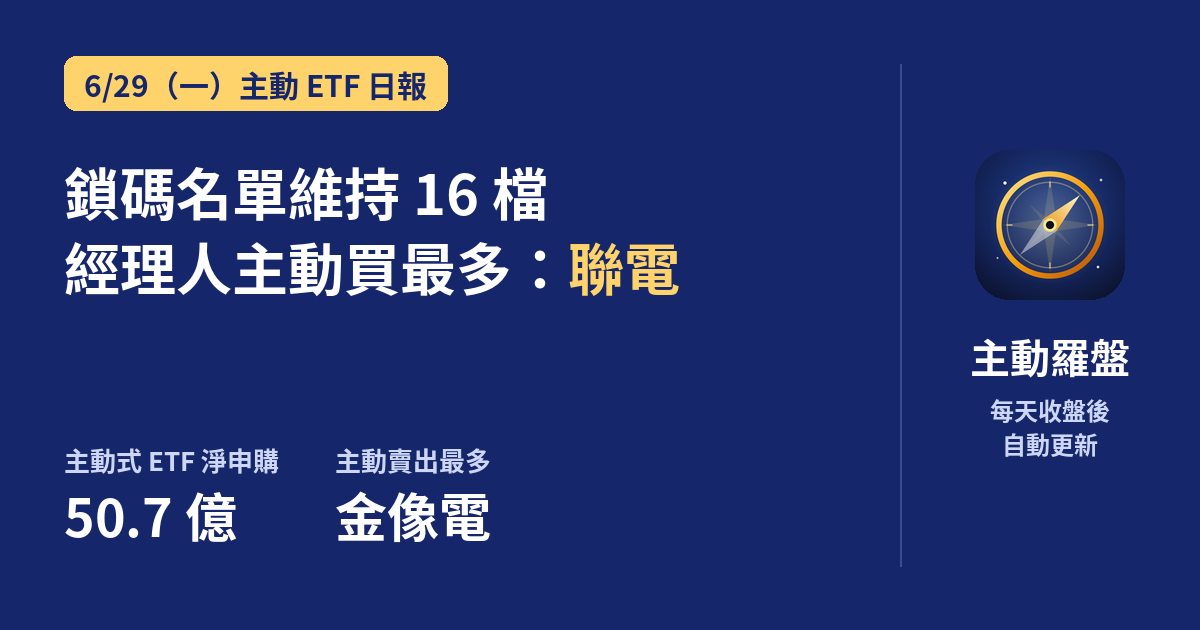 6/29（一）主動 ETF 日報
鎖碼名單維持 16 檔
經理人主動買最多：聯電
主動式 ETF 淨申購
50.7 億
主動賣出最多
金像電
主動羅盤
每天收盤後
自動更新